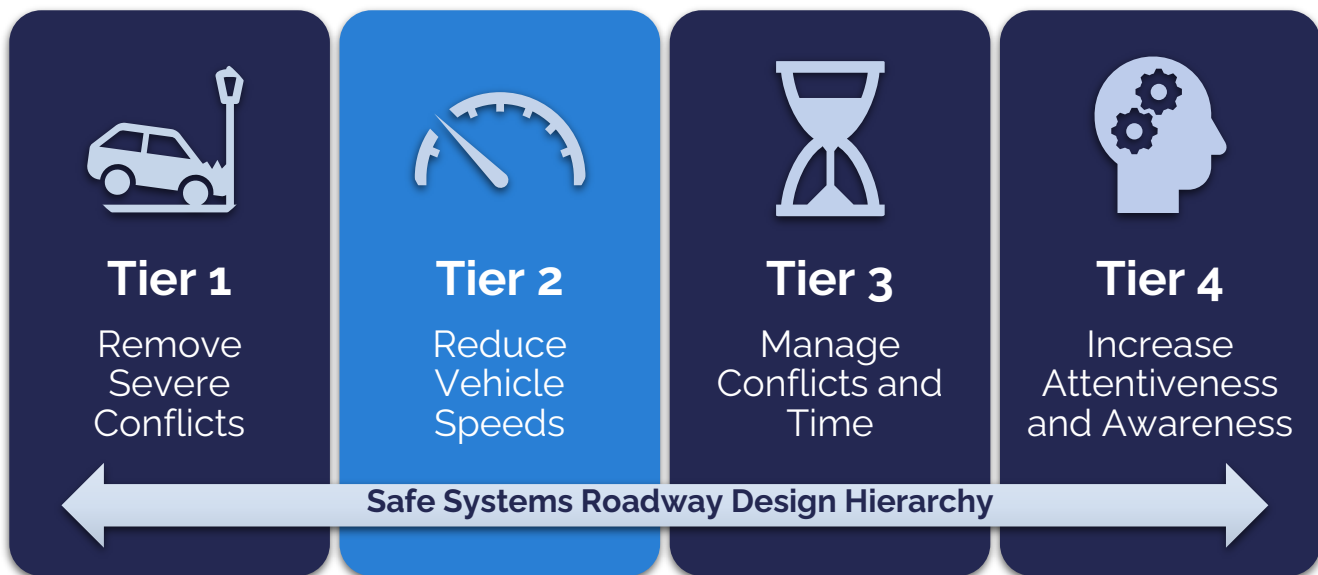 Tier 1
Remove
Severe
Conflicts
Tier 2
Reduce
Vehicle
Speeds
Tier 3
Manage
Conflicts and
Time
Tier 4
Increase
Attentiveness
and Awareness
Safe Systems Roadway Design Hierarchy